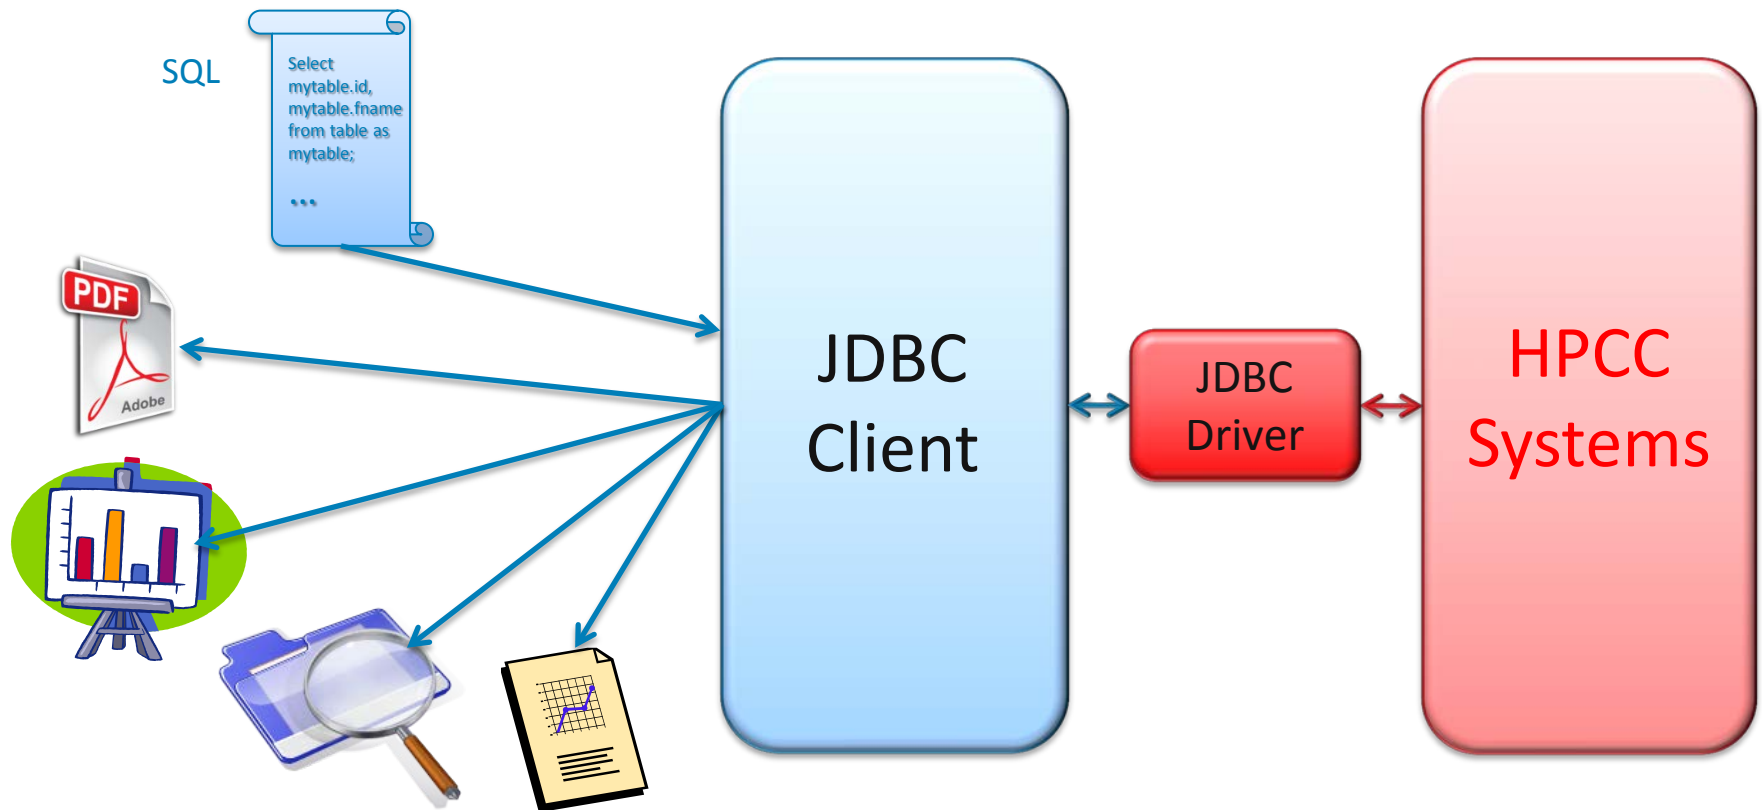 SQL
Select
mytable.id,
mytable.fname
from table as
mytable;
...
PDF
Adobe
JDBC
Client
JDBC
Driver
HPCC
Systems